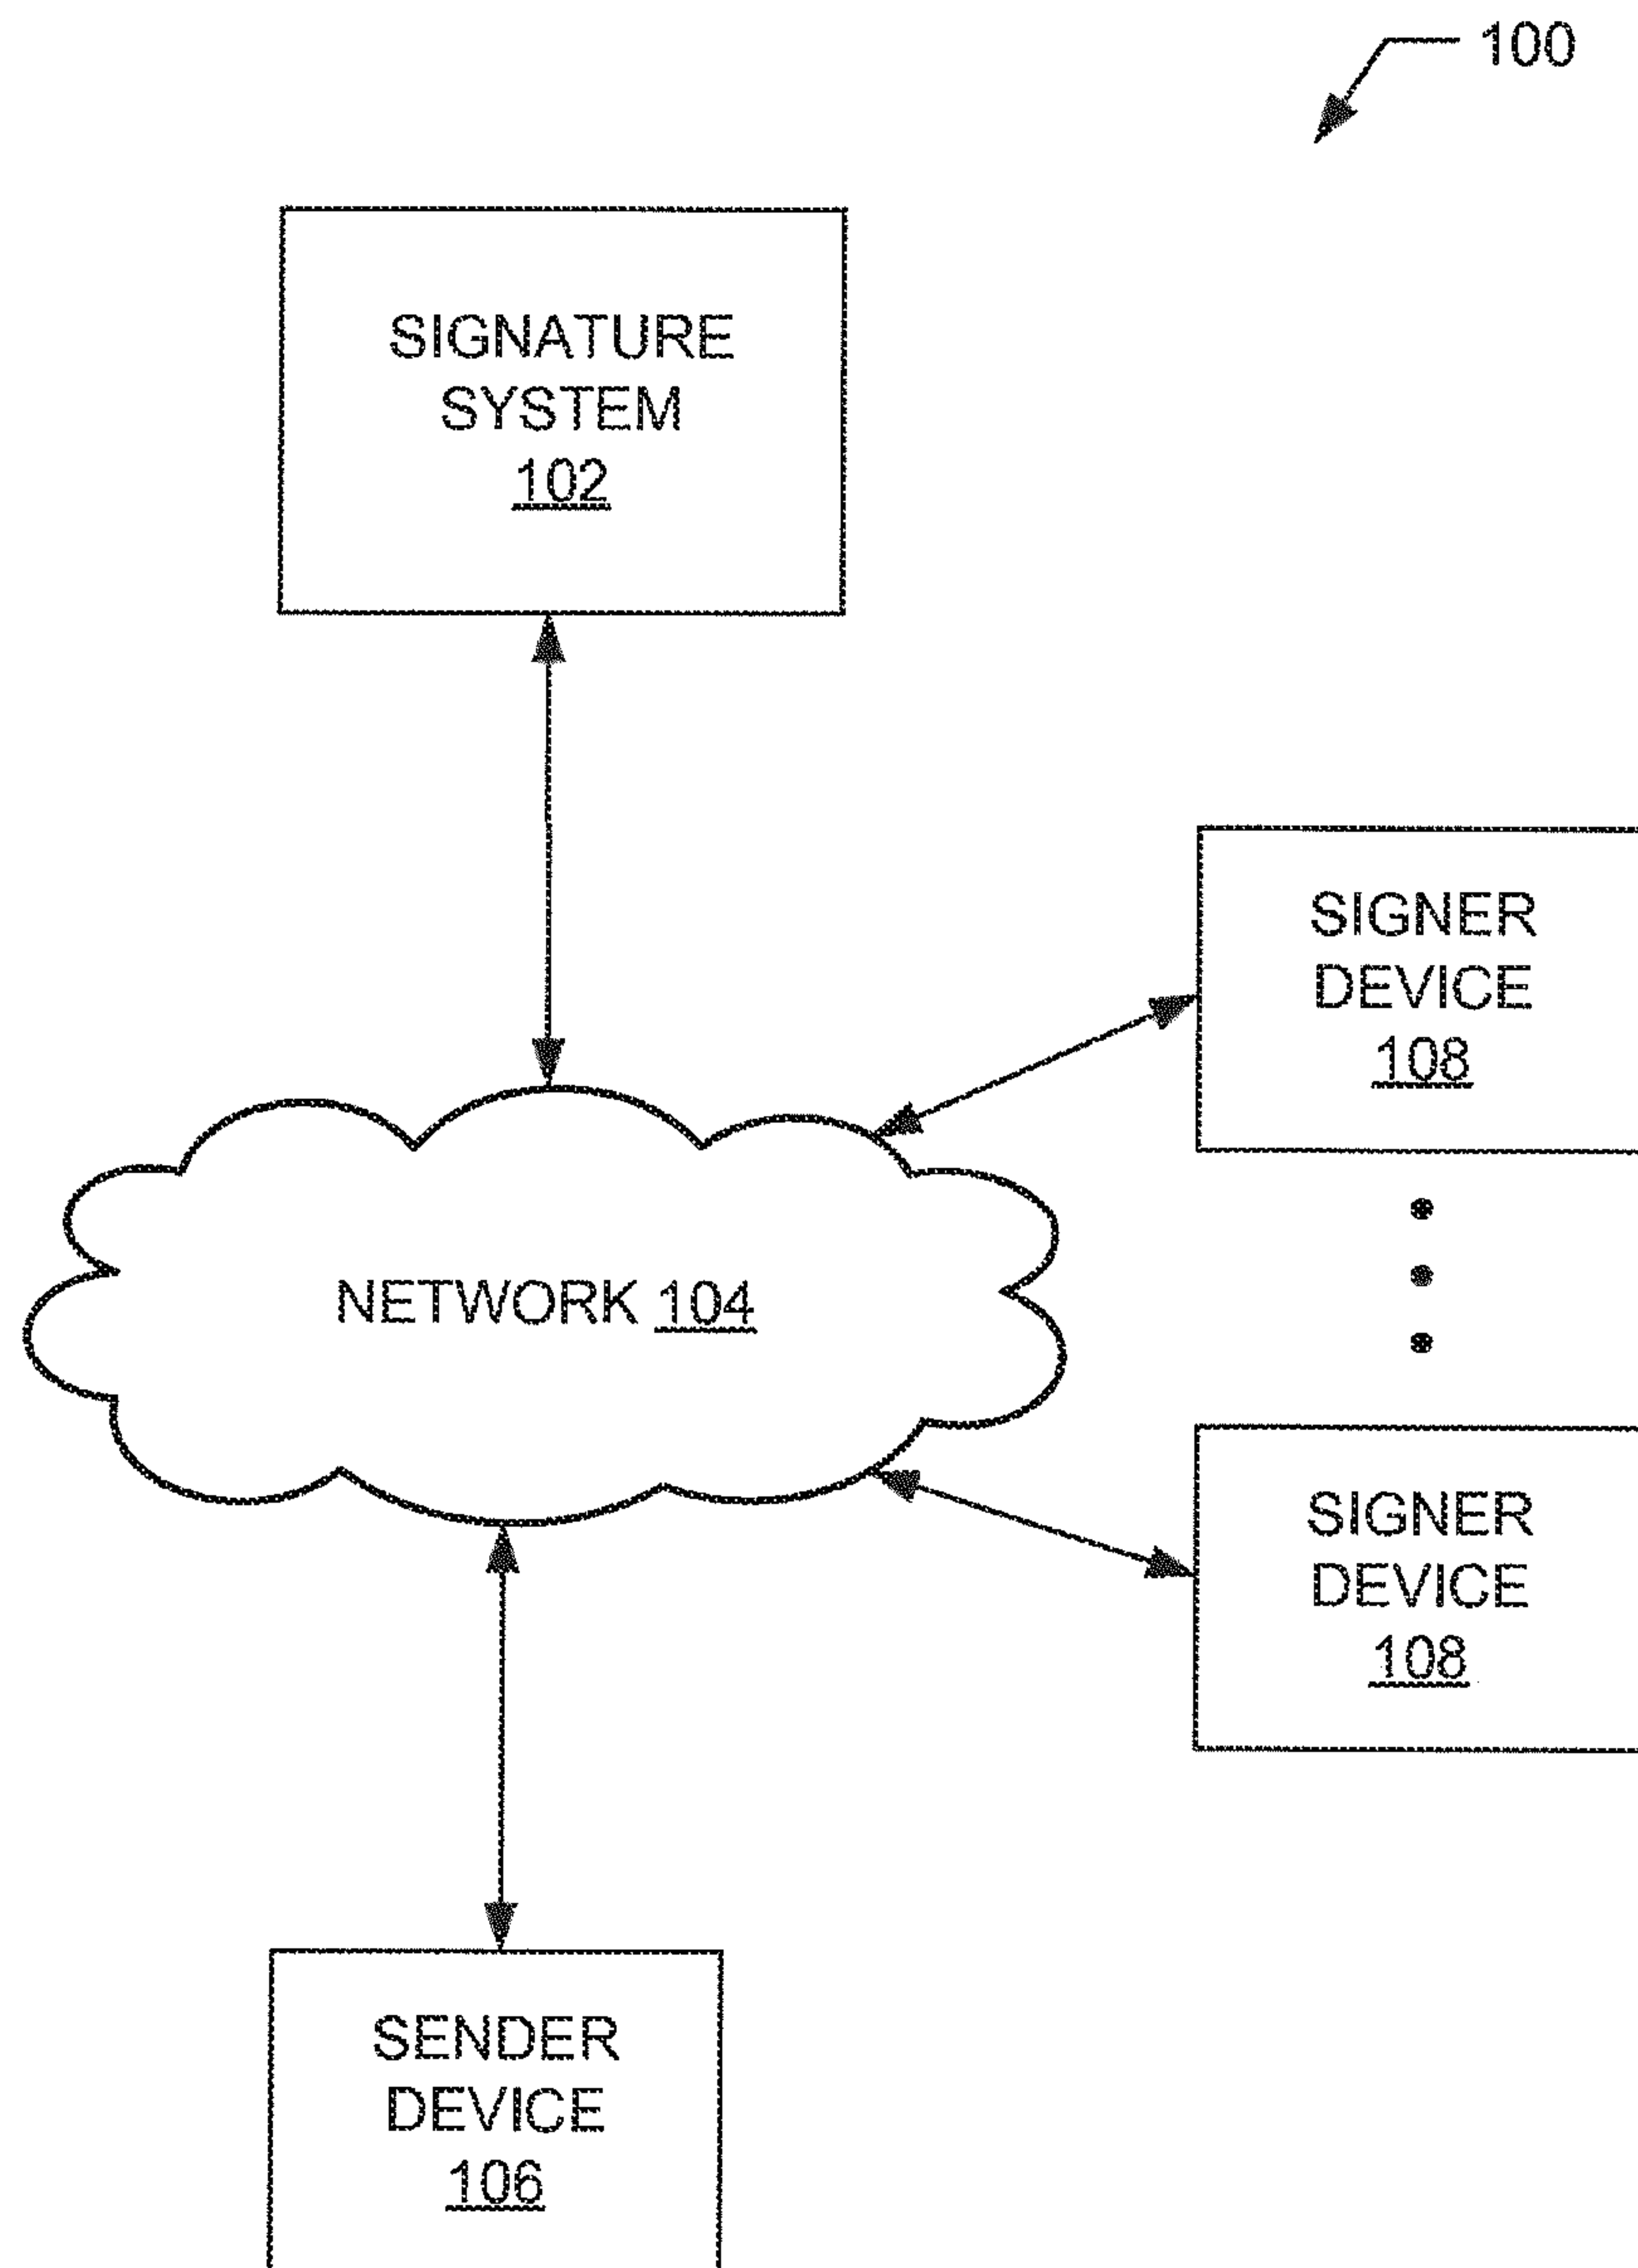 100
SIGNATURE
SYSTEM
102
SIGNER
DEVICE
108
NETWORK 104
SIGNER
DEVICE
108
SENDER
DEVICE
106